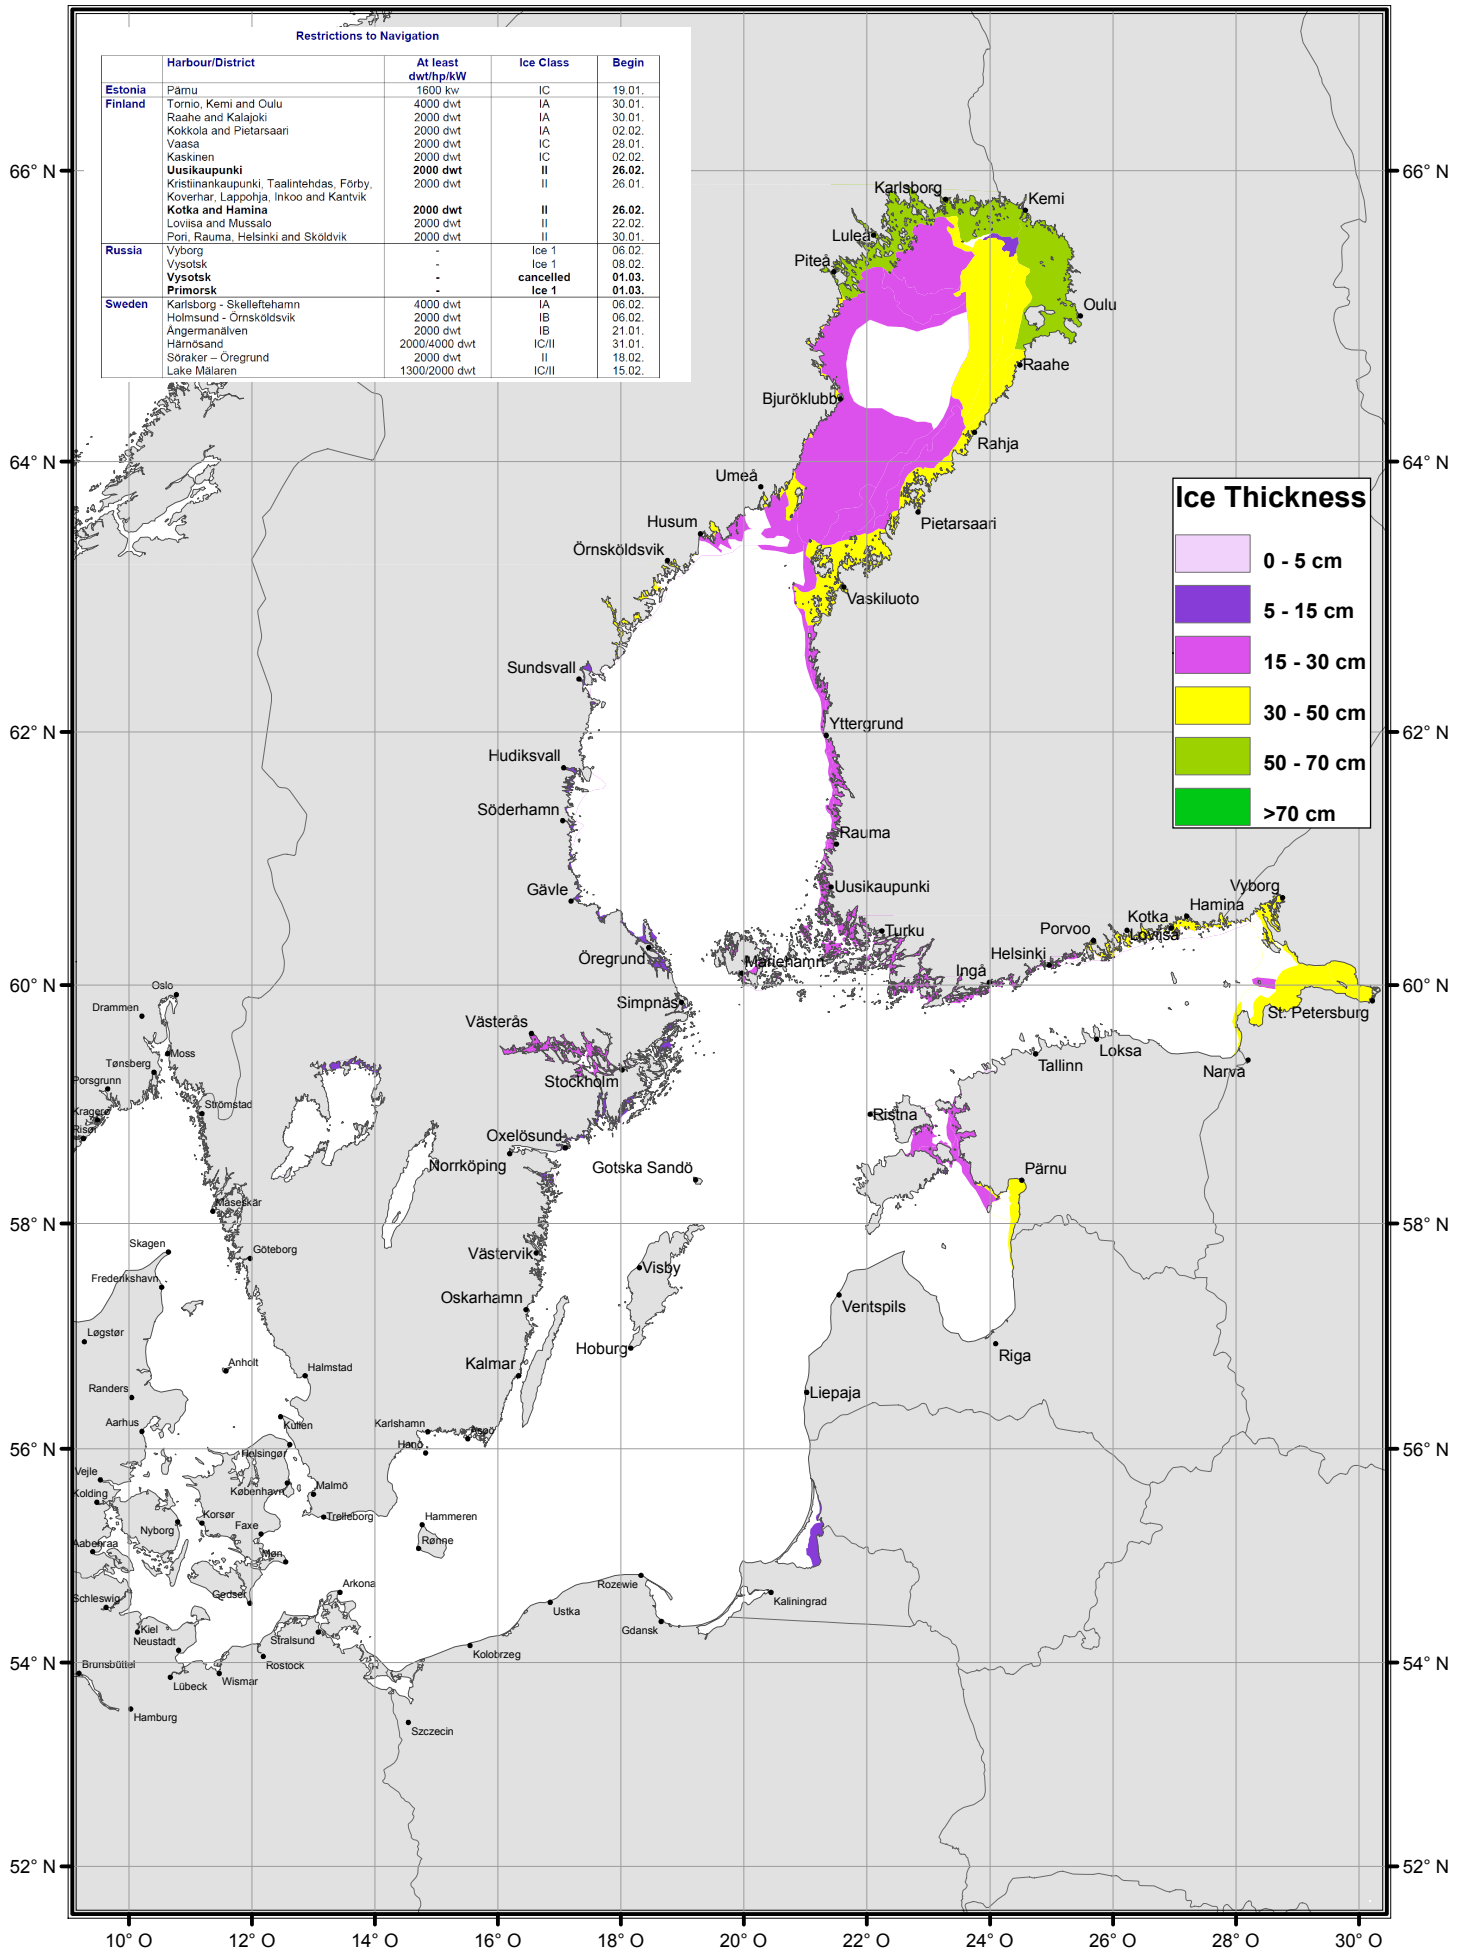 Restrictions to Navigation
Harbour/District At least dwt/hp/kW Ice Class Begin
Estonia Pärnu 1600 kw IC 19.01.
Finland Tornio, Kemi and Oulu 4000 dwt IA 30.01.
Raahe and Kalajoki 2000 dwt IA 30.01.
Kokkola and Pietarsaari 2000 dwt IA 02.02.
Vaasa 2000 dwt IC 28.01.
Kaskinen 2000 dwt IC 02.02.
Uusikaupunki 2000 dwt II 26.02.
Kristiinankaupunki, Taalintehdas, Förby, 2000 dwt II 26.01.
Koverhar, Lappohja, Inkoo and Kantvik
Kotka and Hamina 2000 dwt II 26.02.
Loviisa and Mussalo 2000 dwt II 22.02.
Pori, Rauma, Helsinki and Sköldvik 2000 dwt II 30.01.
Russia Vyborg - Ice 1 06.02.
Vysotsk - Ice 1 08.02.
Vysotsk - cancelled 01.03.
Primorsk - Ice 1 01.03.
Sweden Karlsborg - Skelleftehamn 4000 dwt IA 06.02.
Holmsund - Örnsköldsvik 2000 dwt IB 06.02.
Ångermanälven 2000 dwt IB 21.01.
Härnösand 2000/4000 dwt IC/II 31.01.
Söraker – Öregrund 2000 dwt II 18.02.
Lake Mälaren 1300/2000 dwt IC/II 15.02.
66° N
66° N
Karlsborg
Kemi
Luleå
Piteå
Oulu
Raahe
Bjuröklubb
Rahja
64° N
64° N
Umeå
Pietarsaari
Husum
Örnsköldsvik
Vaskiluoto
Ice Thickness
0 - 5 cm
5 - 15 cm
15 - 30 cm
30 - 50 cm
50 - 70 cm
>70 cm
Sundsvall
62° N
Yttergrund
62° N
Hudiksvall
Söderhamn
Rauma
Gävle
Uusikaupunki
Vyborg
Hamina
Kotka
Lovisa
Porvoo
Turku
Helsinki
Öregrund
Mariehamn
Inga
60° N
60° N
Oslo
Simpnäs
St. Petersburg
Drammen
Västerås
Moss
Tønsberg
Loksa
Tallinn
Narva
Porsgrunn
Stockholm
Kragerø
Strömstad
Ristna
Risør
Oxelösund
Norrköping
Gotska Sandö
Pärnu
Måseskär
58° N
58° N
Skagen
Göteborg
Västervik
Visby
Frederikshavn
Oskarhamn
Ventspils
Løgstør
Hoburg
Riga
Anholt
Halmstad
Kalmar
Randers
Liepaja
Aarhus
Kullen
Karlshamn
Aspö
Hanö
56° N
56° N
Helsingør
Vejle
København
Malmö
Kolding
Korsør
Faxe
Trelleborg
Hammeren
Nyborg
Rønne
Aabenraa
Møn
Rozewie
Arkona
Kaliningrad
Schleswig
Gedser
Ustka
Gdansk
Kiel
Neustadt
Stralsund
Kolobrzeg
54° N
54° N
Brunsbüttel
Rostock
Wismar
Lübeck
Hamburg
Szczecin
52° N
52° N
10° O 12° O 14° O 16° O 18° O 20° O 22° O 24° O 26° O 28° O 30° O